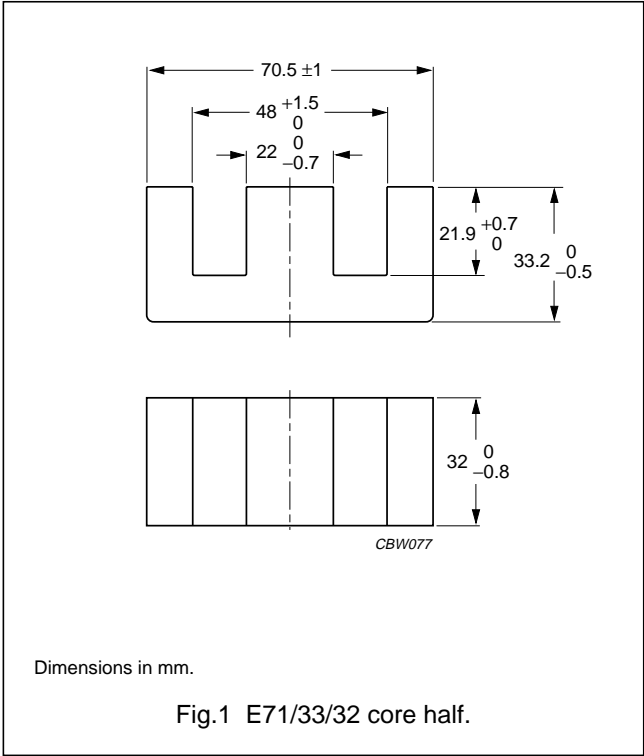 70.5 ±1
48 +1.5 0
22 0 −0.7
21.9 +0.7 0
33.2 0 −0.5
32 0 −0.8
CBW077
Dimensions in mm.
Fig.1 E71/33/32 core half.